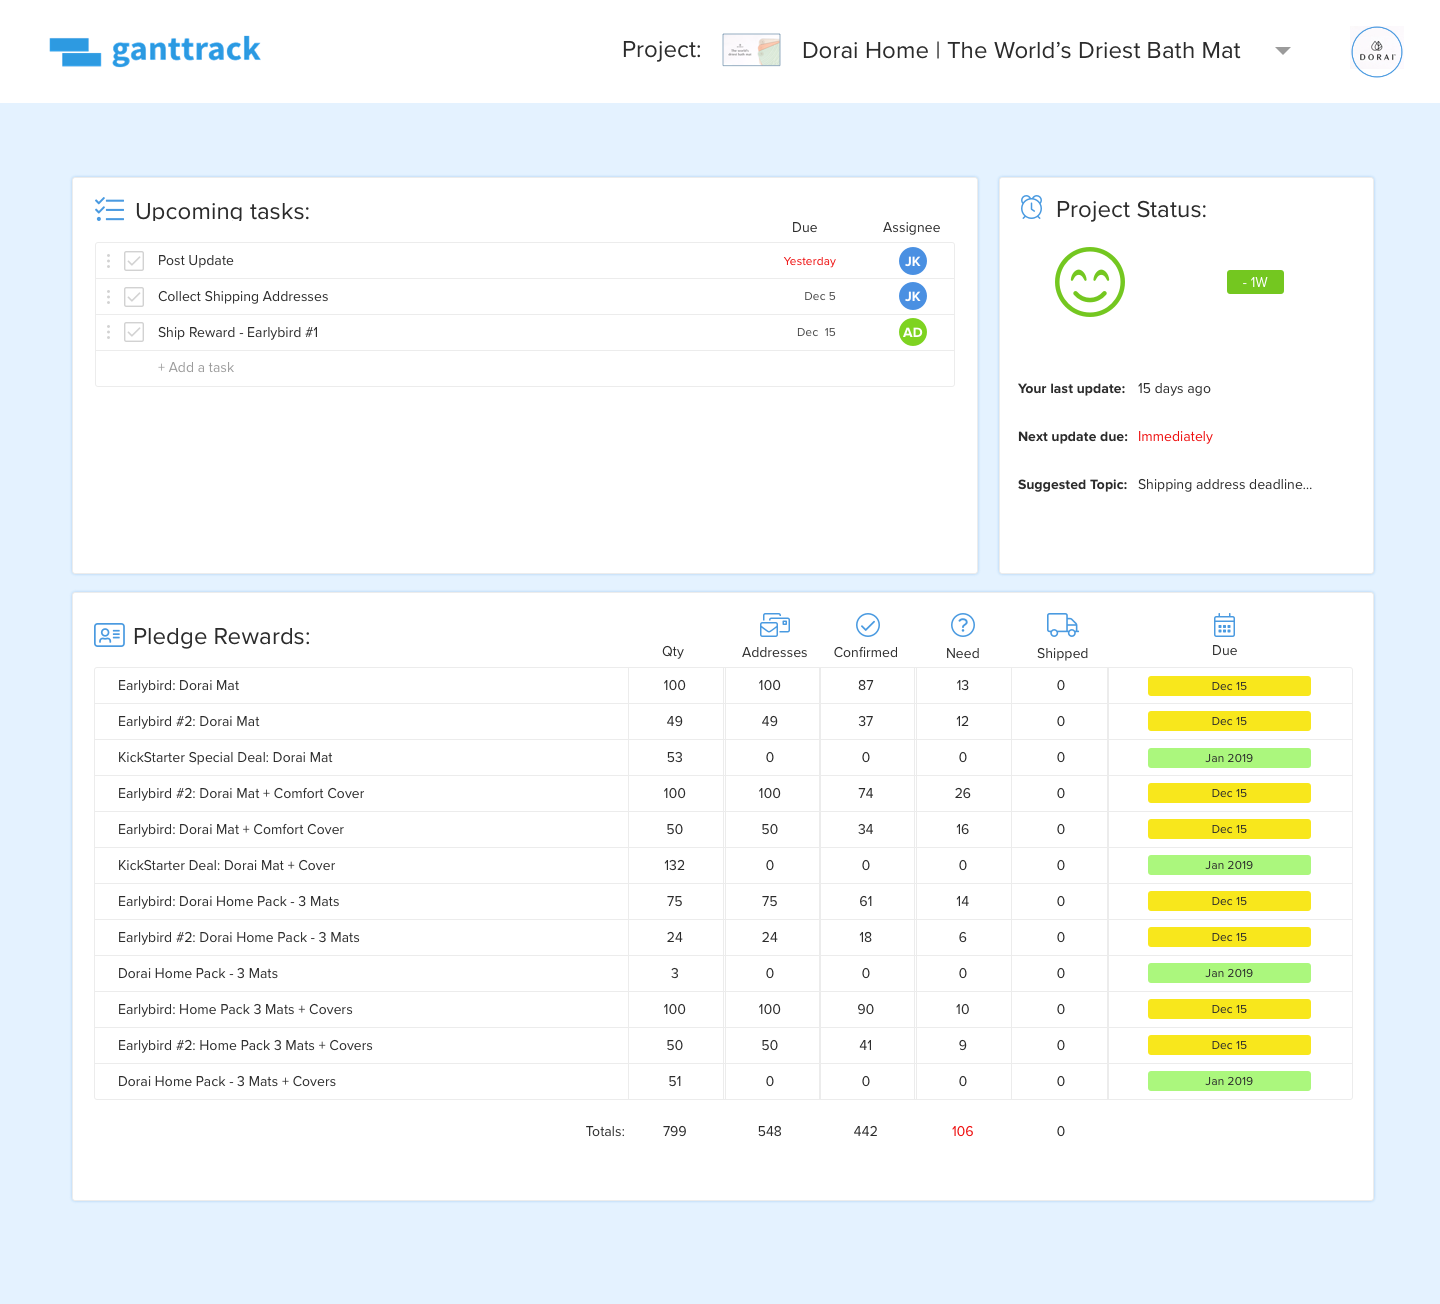 ganttrack
Project: The world's driest bath mat Dorai Home | The World's Driest Bath Mat DORAI
Upcoming tasks:
Due Assignee
Post Update Yesterday JK
Collect Shipping Addresses Dec 5 JK
Ship Reward - Earlybird #1 Dec 15 AD
+ Add a task
Project Status:
- 1W
Your last update: 15 days ago
Next update due: Immediately
Suggested Topic: Shipping address deadline...
Pledge Rewards:
Qty Addresses Confirmed Need Shipped Due
Earlybird: Dorai Mat 100 100 87 13 0 Dec 15
Earlybird #2: Dorai Mat 49 49 37 12 0 Dec 15
KickStarter Special Deal: Dorai Mat 53 0 0 0 0 Jan 2019
Earlybird #2: Dorai Mat + Comfort Cover 100 100 74 26 0 Dec 15
Earlybird: Dorai Mat + Comfort Cover 50 50 34 16 0 Dec 15
KickStarter Deal: Dorai Mat + Cover 132 0 0 0 0 Jan 2019
Earlybird: Dorai Home Pack - 3 Mats 75 75 61 14 0 Dec 15
Earlybird #2: Dorai Home Pack - 3 Mats 24 24 18 6 0 Dec 15
Dorai Home Pack - 3 Mats 3 0 0 0 0 Jan 2019
Earlybird: Home Pack 3 Mats + Covers 100 100 90 10 0 Dec 15
Earlybird #2: Home Pack 3 Mats + Covers 50 50 41 9 0 Dec 15
Dorai Home Pack - 3 Mats + Covers 51 0 0 0 0 Jan 2019
Totals: 799 548 442 106 0